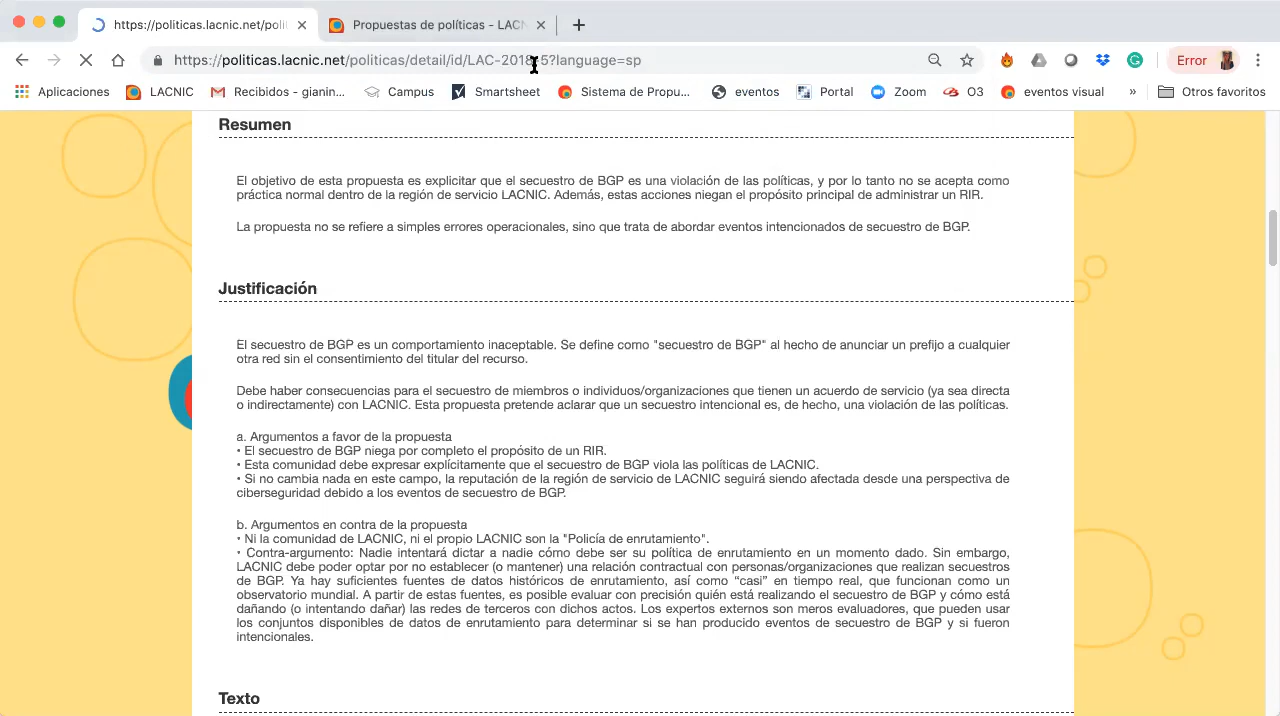 https://politicas.lacnic.net/poli
Propuestas de políticas - LACN
https://politicas.lacnic.net/politicas/detail/id/LAC-2018-5?language=sp
Error
Aplicaciones
LACNIC
Recibidos - gianin...
Campus
Smartsheet
Sistema de Propu...
eventos
Portal
Zoom
O3
eventos visual
»
Otros favoritos
Resumen
El objetivo de esta propuesta es explicitar que el secuestro de BGP es una violación de las políticas, y por lo tanto no se acepta como
práctica normal dentro de la región de servicio LACNIC. Además, estas acciones niegan el propósito principal de administrar un RIR.
La propuesta no se refiere a simples errores operacionales, sino que trata de abordar eventos intencionados de secuestro de BGP.
Justificación
El secuestro de BGP es un comportamiento inaceptable. Se define como "secuestro de BGP" al hecho de anunciar un prefijo a cualquier
otra red sin el consentimiento del titular del recurso.
Debe haber consecuencias para el secuestro de miembros o individuos/organizaciones que tienen un acuerdo de servicio (ya sea directa
o indirectamente) con LACNIC. Esta propuesta pretende aclarar que un secuestro intencional es, de hecho, una violación de las políticas.
a. Argumentos a favor de la propuesta
• El secuestro de BGP niega por completo el propósito de un RIR.
• Esta comunidad debe expresar explícitamente que el secuestro de BGP viola las políticas de LACNIC.
• Si no cambia nada en este campo, la reputación de la región de servicio de LACNIC seguirá siendo afectada desde una perspectiva de
ciberseguridad debido a los eventos de secuestro de BGP.
b. Argumentos en contra de la propuesta
• Ni la comunidad de LACNIC, ni el propio LACNIC son la "Policía de enrutamiento".
• Contra-argumento: Nadie intentará dictar a nadie cómo debe ser su política de enrutamiento en un momento dado. Sin embargo,
LACNIC debe poder optar por no establecer (o mantener) una relación contractual con personas/organizaciones que realizan secuestros
de BGP. Ya hay suficientes fuentes de datos históricos de enrutamiento, así como “casi” en tiempo real, que funcionan como un
observatorio mundial. A partir de estas fuentes, es posible evaluar con precisión quién está realizando el secuestro de BGP y cómo está
dañando (o intentando dañar) las redes de terceros con dichos actos. Los expertos externos son meros evaluadores, que pueden usar
los conjuntos disponibles de datos de enrutamiento para determinar si se han producido eventos de secuestro de BGP y si fueron
intencionales.
Texto